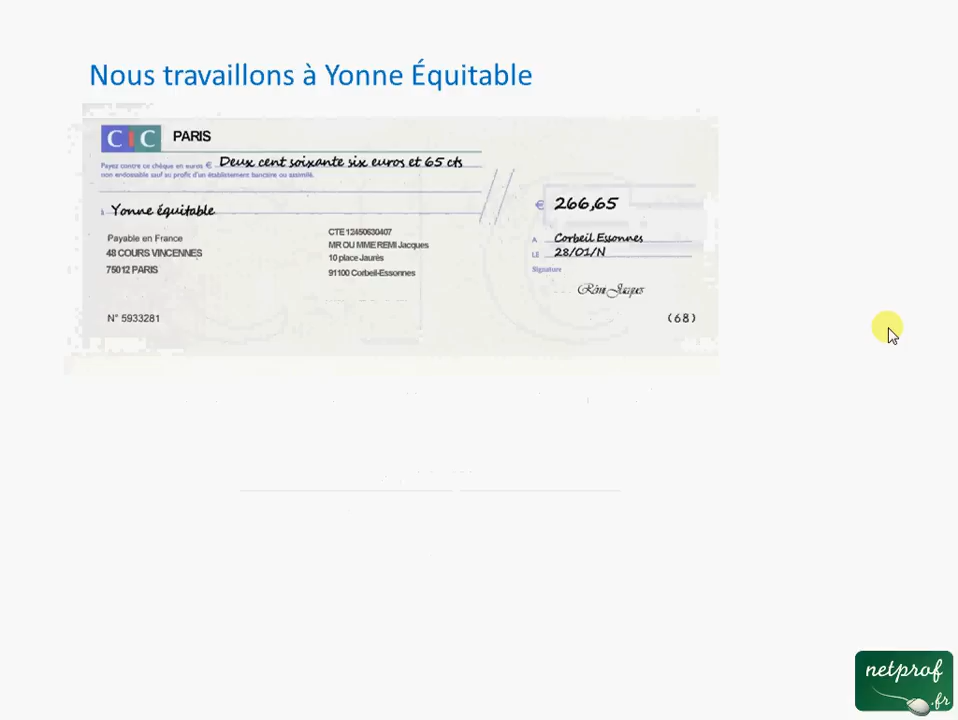 Nous travaillons à Yonne Équitable
CIC PARIS
Payez contre ce chèque en euros € Deux cent soixante six euros et 65 cts
non endossable sauf au profit d'un établissement bancaire ou assimilé.
€ 266,65
à Yonne équitable
Payable en France
48 COURS VINCENNES
75012 PARIS
CTE 12450630407
MR OU MME REMI Jacques
10 place Jaurés
91100 Corbeil-Essonnes
A Corbeil Essonnes
LE 28/01/N
Signature
Rémi Jacques
N° 5933281
(68)
netprof
.fr